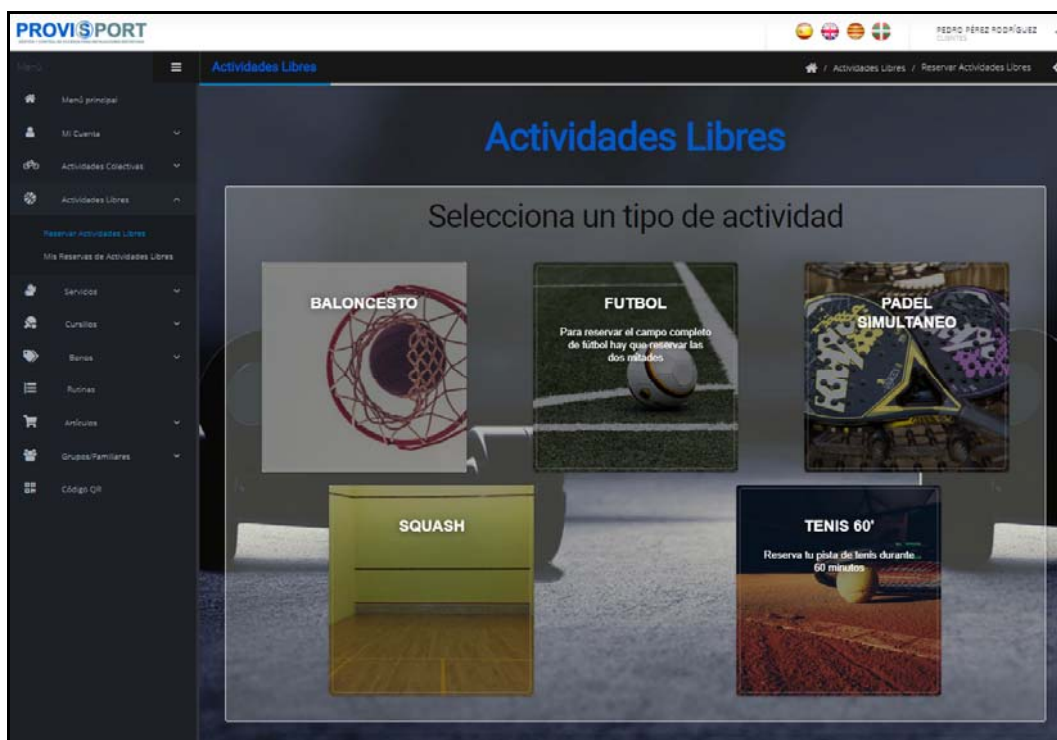 PROVISPORT
PEDRO PÉREZ RODRÍGUEZ
CLIENTES
Menú
Actividades Libres
/ Actividades Libres / Reservar Actividades Libres
Menú principal
Mi Cuenta
Actividades Colectivas
Actividades Libres
Reservar Actividades Libres
Mis Reservas de Actividades Libres
Servicios
Cursillos
Bonos
Rutinas
Artículos
Grupos/Familiares
Código QR
Actividades Libres
Selecciona un tipo de actividad
BALONCESTO
FUTBOL
Para reservar el campo completo
de fútbol hay que reservar las
dos mitades
PADEL
SIMULTANEO
SQUASH
TENIS 60'
Reserva tu pista de tenis durante
60 minutos